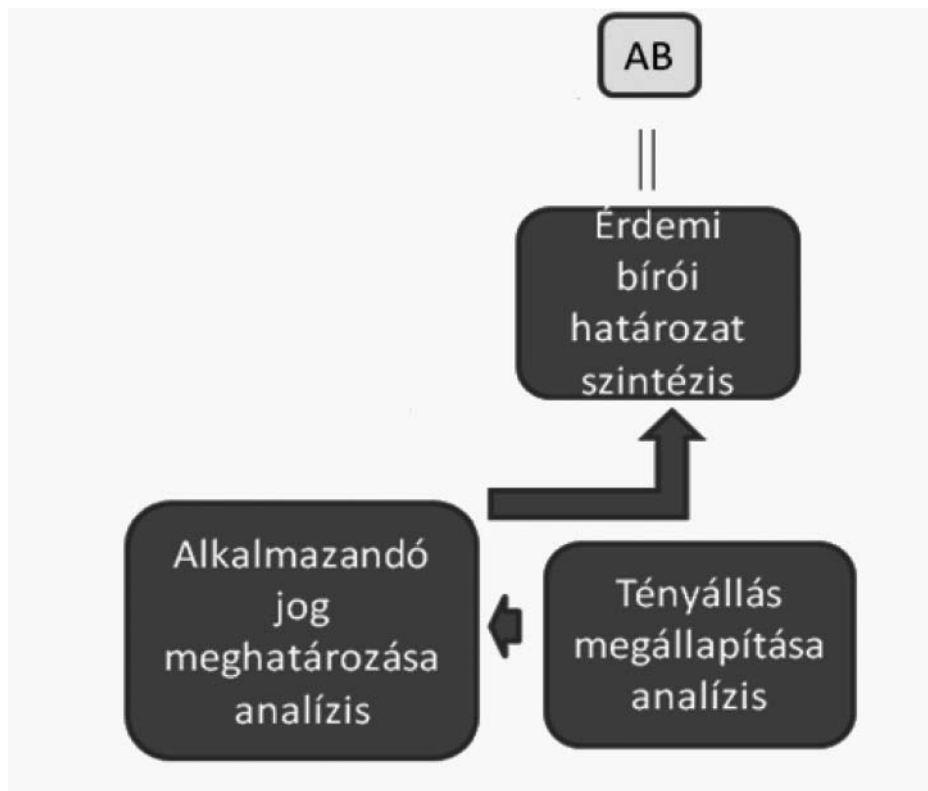 AB
Érdemi
bírói
határozat
szintézis
Alkalmazandó
jog
meghatározása
analízis
Tényállás
megállapítása
analízis